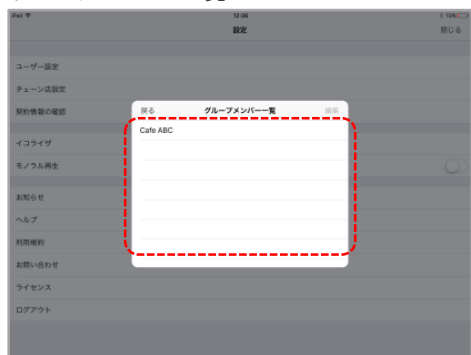 iPad 12:36 10%
設定 閉じる
ユーザー設定
チェーン店設定
契約情報の確認
戻る グループメンバー一覧 編集
Cafe ABC
イコライザ
モノラル再生
お知らせ
ヘルプ
利用規約
お問い合わせ
ライセンス
ログアウト